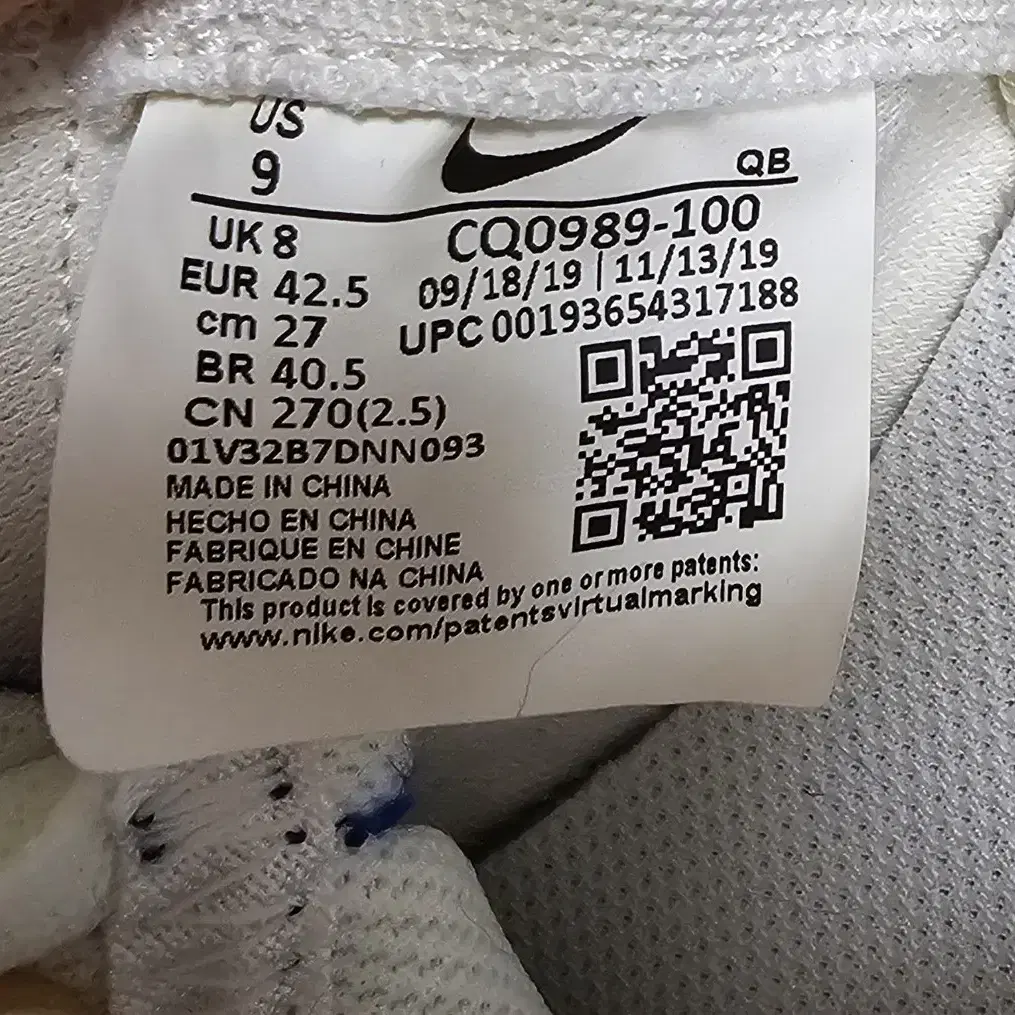 US
9
QB
UK 8
CQ0989-100
EUR 42.5
09/18/19 | 11/13/19
cm 27
UPC 00193654317188
BR 40.5
CN 270(2.5)
01V32B7DNN093
MADE IN CHINA
HECHO EN CHINA
FABRIQUE EN CHINE
FABRICADO NA CHINA
This product is covered by one or more patents:
www.nike.com/patentsvirtualmarking